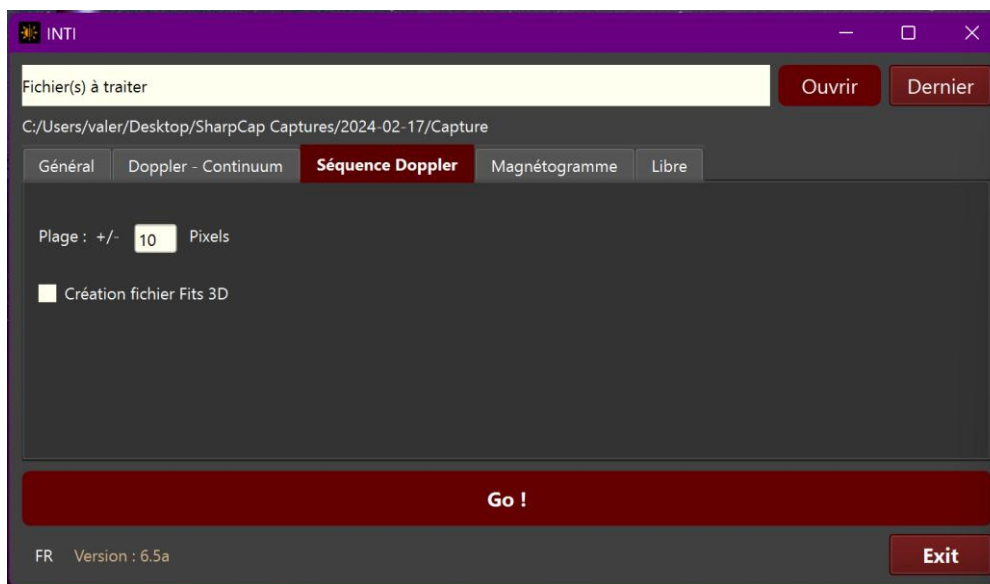 INTI
Fichier(s) à traiter Ouvrir Dernier
C:/Users/valer/Desktop/SharpCap Captures/2024-02-17/Capture
Général Doppler - Continuum Séquence Doppler Magnétogramme Libre
Plage : +/- 10 Pixels
Création fichier Fits 3D
Go !
FR Version : 6.5a Exit